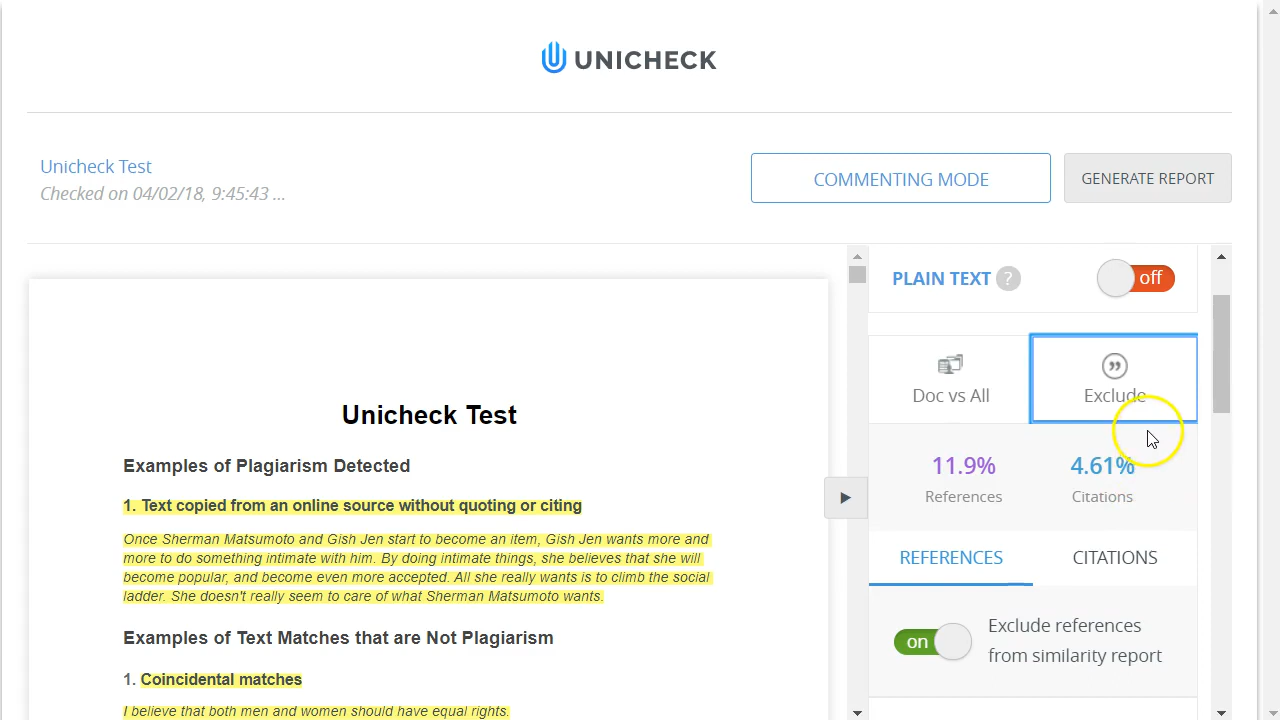 UNICHECK
Unicheck Test
Checked on 04/02/18, 9:45:43 ...
COMMENTING MODE
GENERATE REPORT
Unicheck Test
Examples of Plagiarism Detected
1. Text copied from an online source without quoting or citing
Once Sherman Matsumoto and Gish Jen start to become an item, Gish Jen wants more and
more to do something intimate with him. By doing intimate things, she believes that she will
become popular, and become even more accepted. All she really wants is to climb the social
ladder. She doesn't really seem to care of what Sherman Matsumoto wants.
Examples of Text Matches that are Not Plagiarism
1. Coincidental matches
I believe that both men and women should have equal rights.
PLAIN TEXT ?
off
Doc vs All
Exclude
11.9%
References
4.61%
Citations
REFERENCES
CITATIONS
on
Exclude references
from similarity report